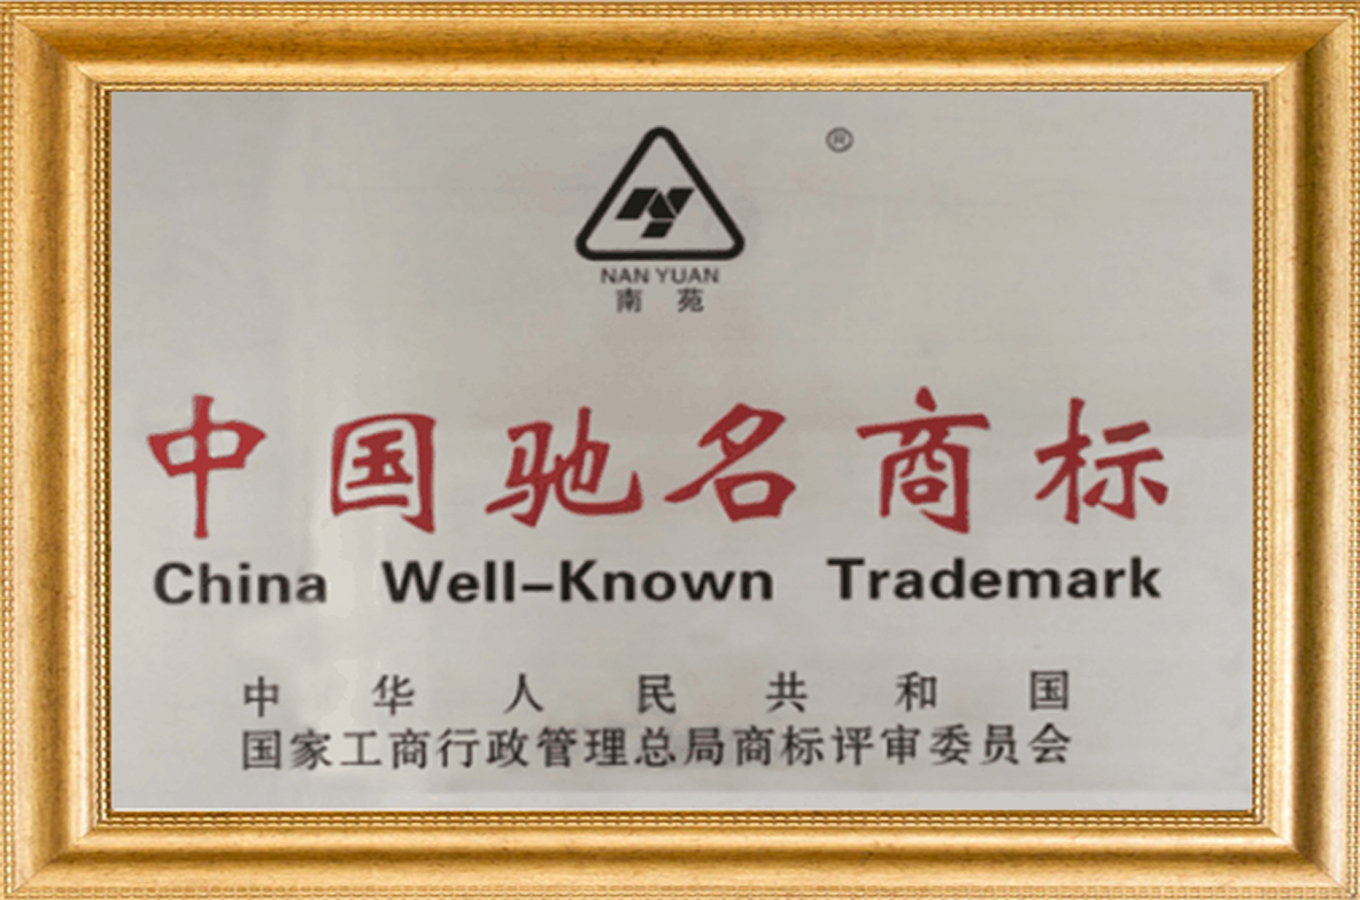 ®
NAN YUAN
南 苑
中国驰名商标
China Well-Known Trademark
中华人民共和国
国家工商行政管理总局商标评审委员会